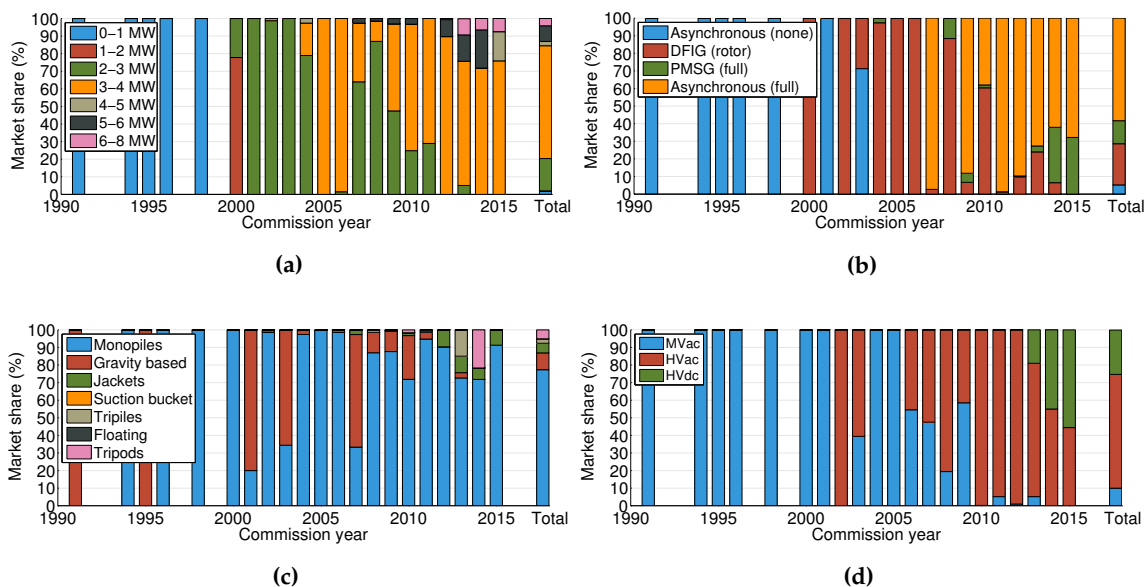 Market share (%)
100
90
80
70
60
50
40
30
20
10
0
0−1 MW
1−2 MW
2−3 MW
3−4 MW
4−5 MW
5−6 MW
6−8 MW
1990 1995 2000 2005 2010 2015 Total
Commission year
(a)
Market share (%)
100
90
80
70
60
50
40
30
20
10
0
Asynchronous (none)
DFIG (rotor)
PMSG (full)
Asynchronous (full)
1990 1995 2000 2005 2010 2015 Total
Commission year
(b)
Market share (%)
100
90
80
70
60
50
40
30
20
10
0
Monopiles
Gravity based
Jackets
Suction bucket
Tripiles
Floating
Tripods
1990 1995 2000 2005 2010 2015 Total
Commission year
(c)
Market share (%)
100
90
80
70
60
50
40
30
20
10
0
MVac
HVac
HVdc
1990 1995 2000 2005 2010 2015 Total
Commission year
(d)